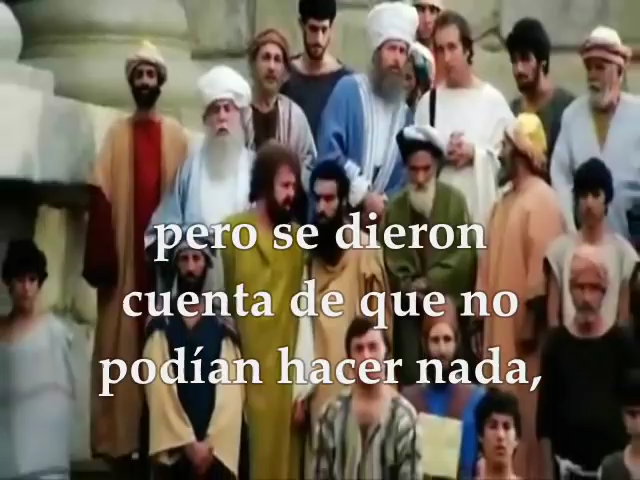 pero se dieron
cuenta de que no
podían hacer nada,